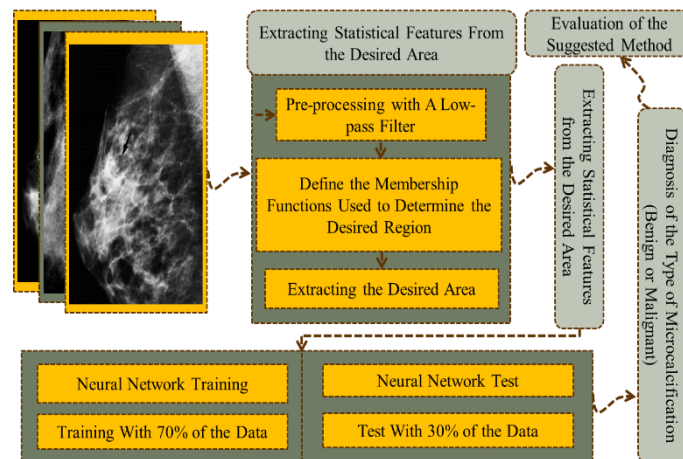 Extracting Statistical Features From
the Desired Area
Pre-processing with A Low-
pass Filter
Define the Membership
Functions Used to Determine the
Desired Region
Extracting the Desired Area
Extracting Statistical Features
from the Desired Area
Neural Network Training
Training With 70% of the Data
Neural Network Test
Test With 30% of the Data
Diagnosis of the Type of Microcalcification
(Benign or Malignant)
Evaluation of the
Suggested Method